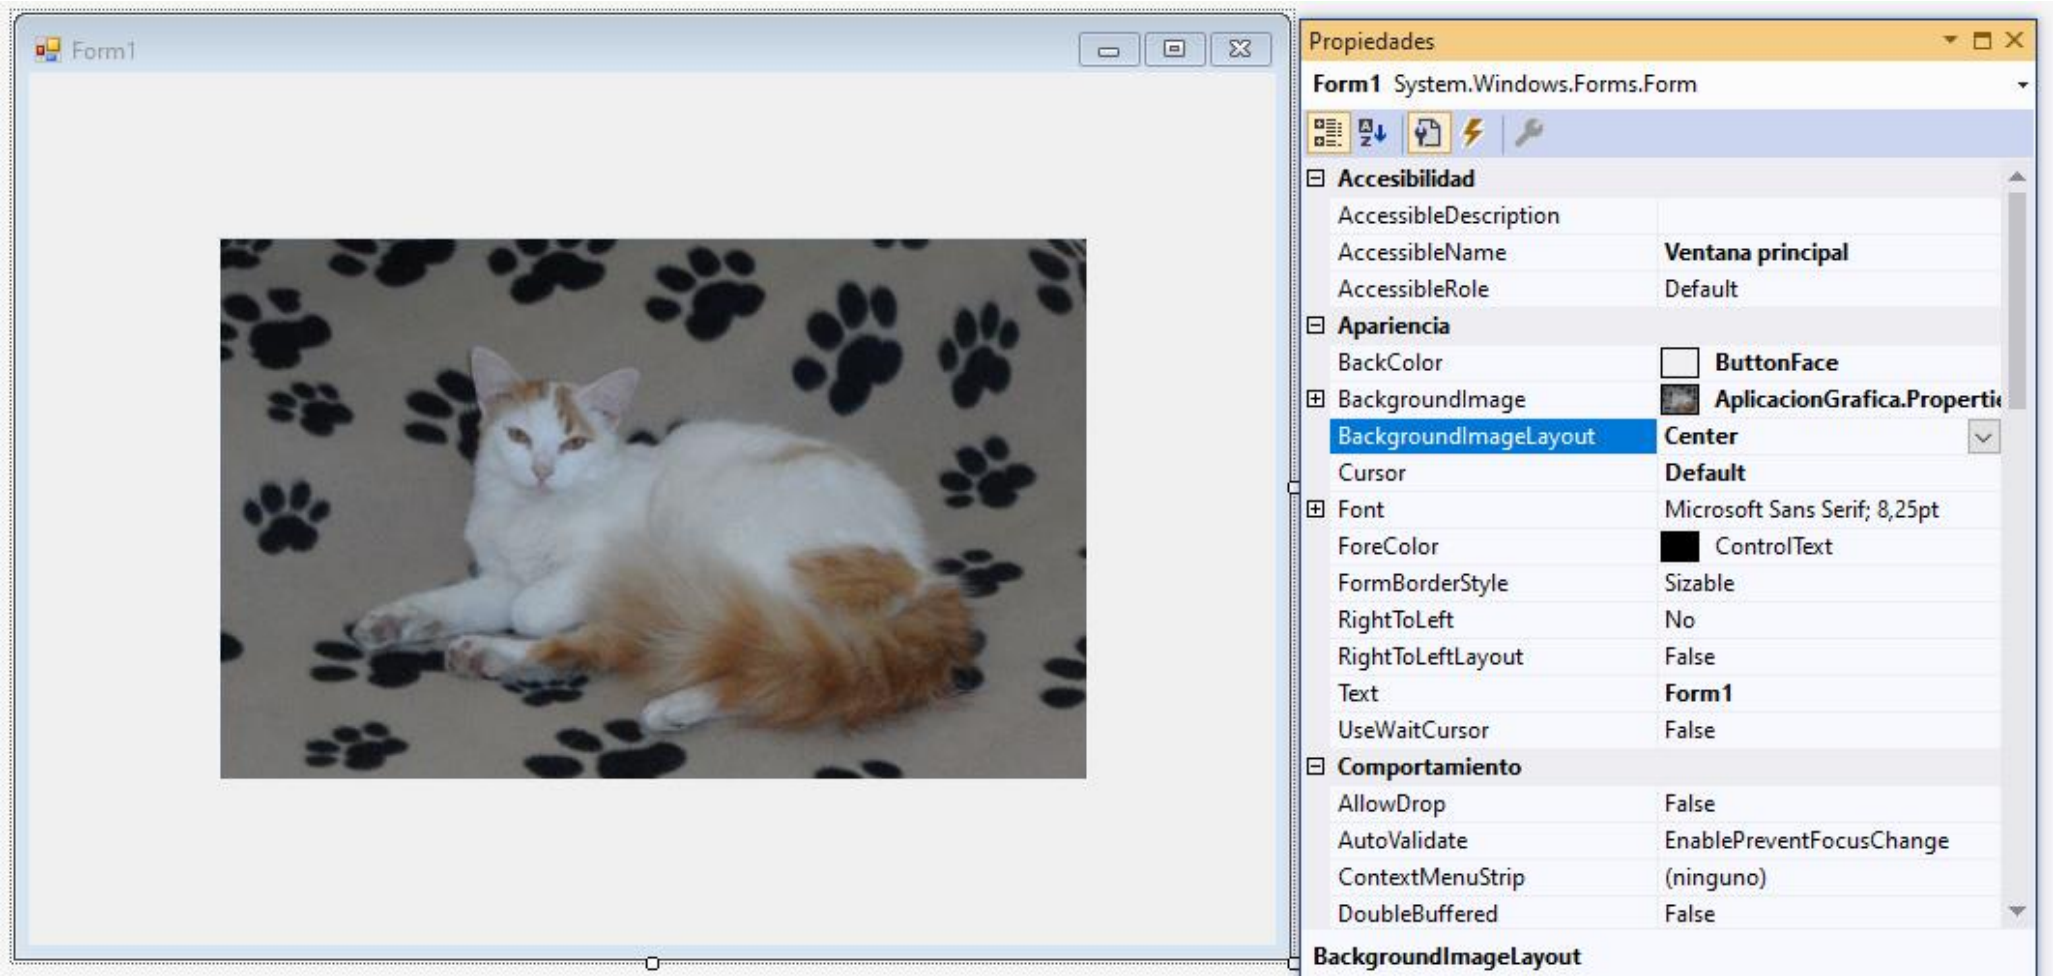 Form1
Propiedades
Form1 System.Windows.Forms.Form
Accesibilidad
AccessibleDescription
AccessibleName Ventana principal
AccessibleRole Default
Apariencia
BackColor ButtonFace
BackgroundImage AplicacionGrafica.Propertie
BackgroundImageLayout Center
Cursor Default
Font Microsoft Sans Serif; 8,25pt
ForeColor ControlText
FormBorderStyle Sizable
RightToLeft No
RightToLeftLayout False
Text Form1
UseWaitCursor False
Comportamiento
AllowDrop False
AutoValidate EnablePreventFocusChange
ContextMenuStrip (ninguno)
DoubleBuffered False
BackgroundImageLayout